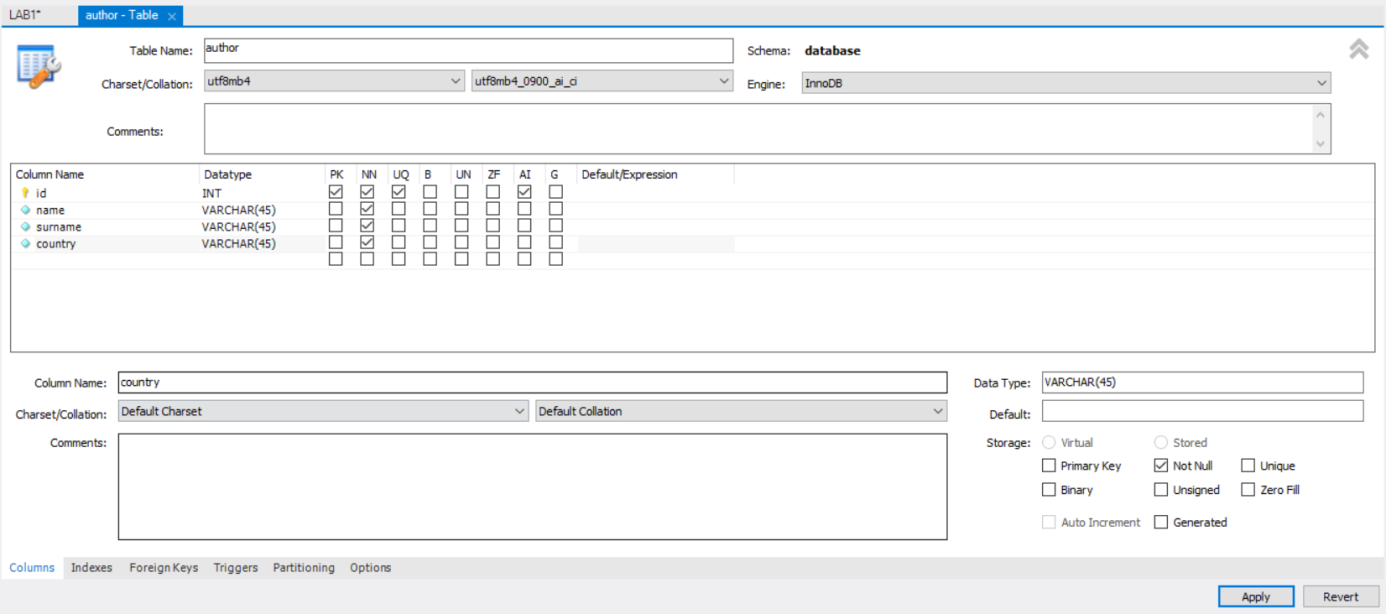 LAB1*
author - Table
Table Name: author Schema: database
Charset/Collation: utf8mb4 utf8mb4_0900_ai_ci Engine: InnoDB
Comments:
Column Name Datatype PK NN UQ B UN ZF AI G Default/Expression
id INT
name VARCHAR(45)
surname VARCHAR(45)
country VARCHAR(45)
Column Name: country Data Type: VARCHAR(45)
Charset/Collation: Default Charset Default Collation Default:
Comments: Storage: Virtual Stored
Primary Key Not Null Unique
Binary Unsigned Zero Fill
Auto Increment Generated
Columns Indexes Foreign Keys Triggers Partitioning Options
Apply Revert